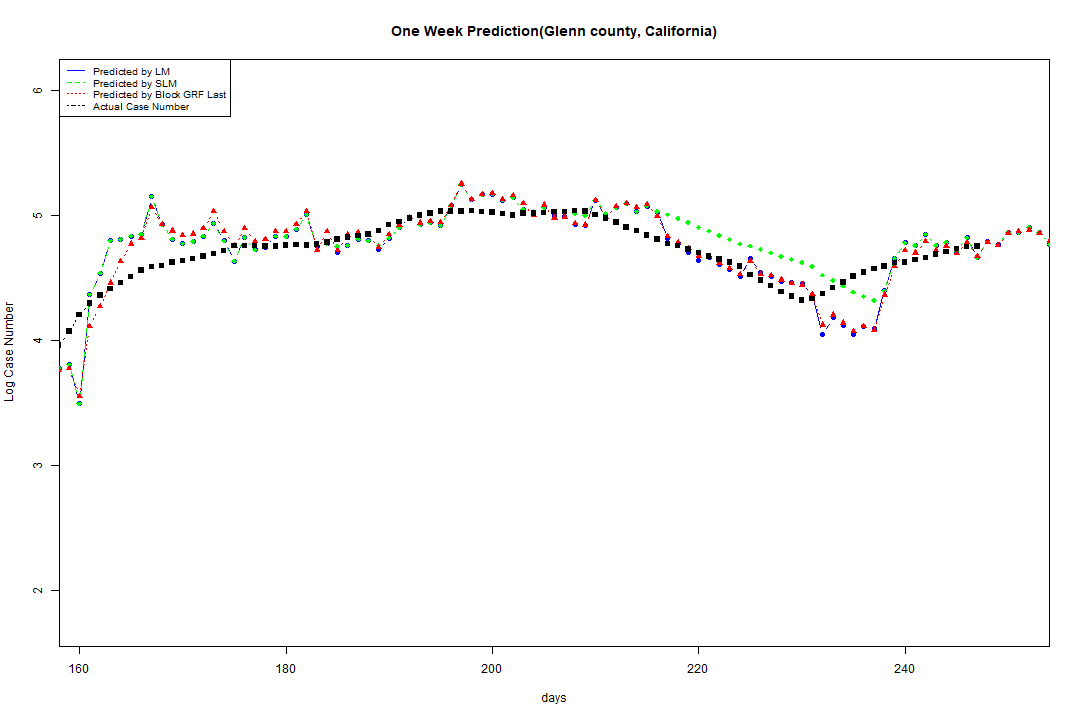 One Week Prediction(Glenn county, California)
Predicted by LM
Predicted by SLM
Predicted by Block GRF Last
Actual Case Number
6
5
4
3
2
Log Case Number
160 180 200 220 240
days